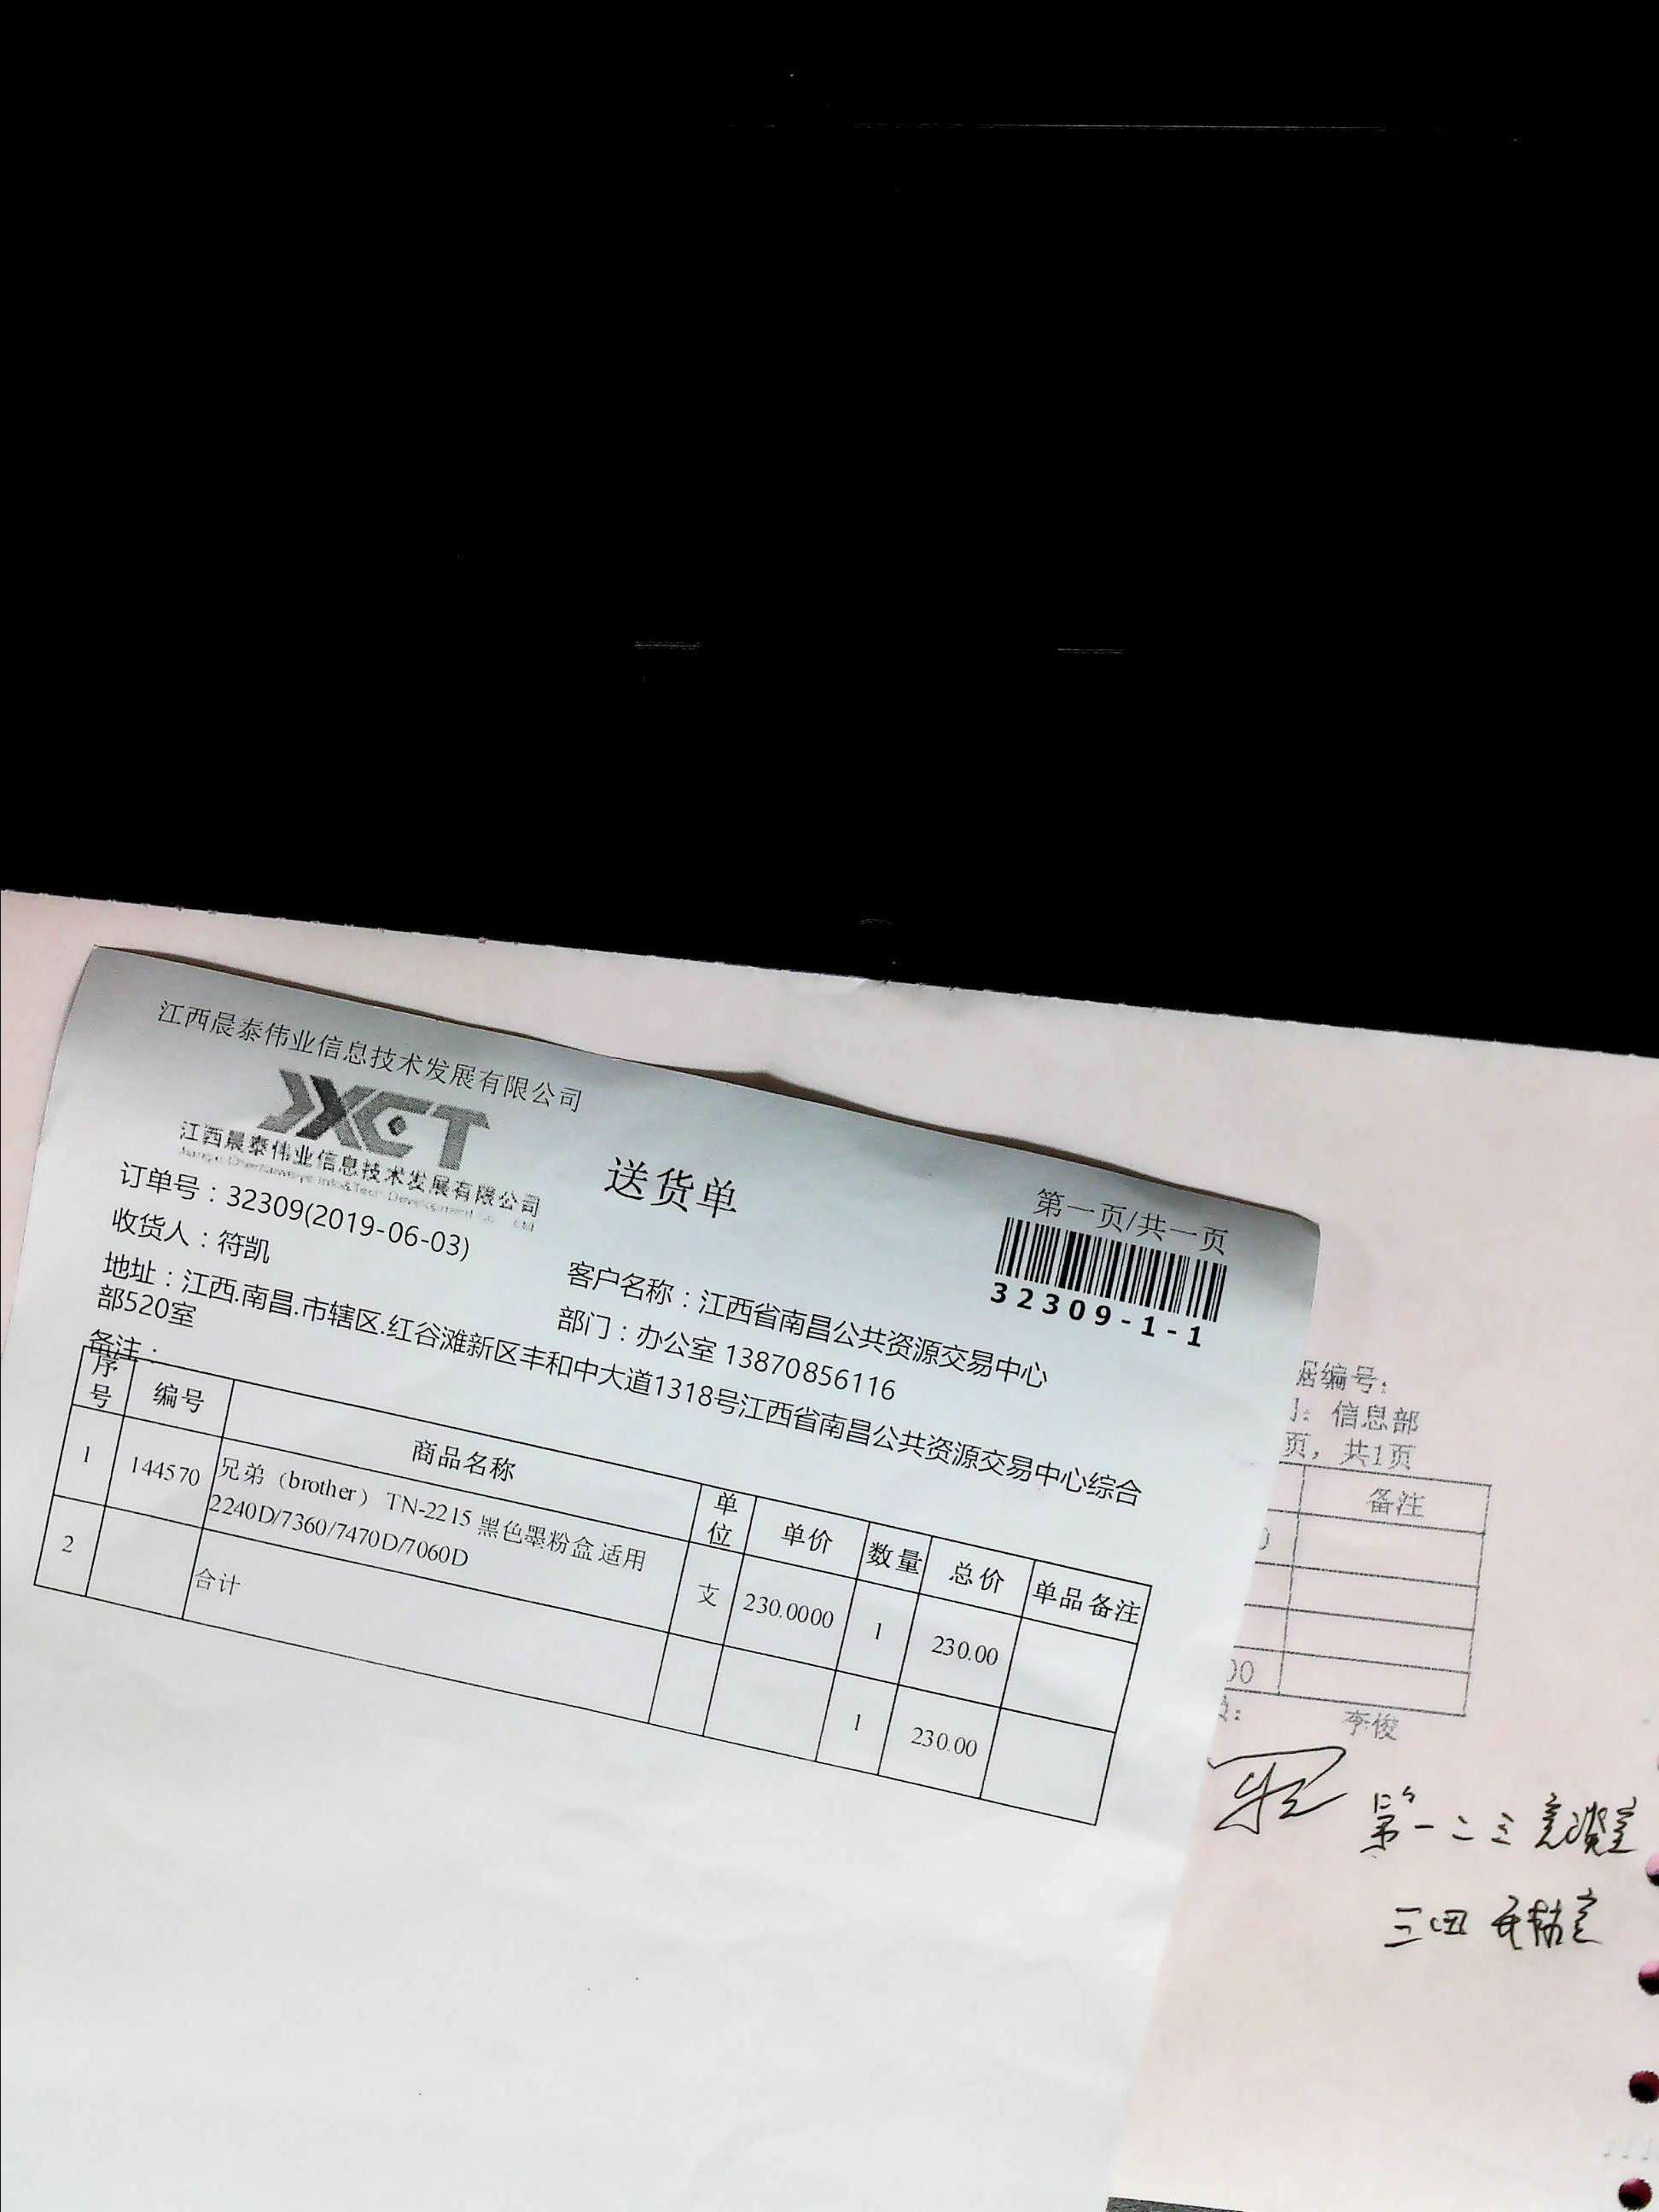 江西晨泰伟业信息技术发展有限公司
JXCT
江西晨泰伟业信息技术发展有限公司
送货单
第一页/共一页
32309-1-1
订单号：32309(2019-06-03)
收货人：符凯
客户名称：江西省南昌公共资源交易中心
部门：办公室 13870856116
地址：江西.南昌.市辖区.红谷滩新区丰和中大道1318号江西省南昌公共资源交易中心综合
部520室
备注：
序号 编号 商品名称 单位 单价 数量 总价 单品备注
1 144570 兄弟（brother） TN-2215 黑色墨粉盒 适用 2240D/7360/7470D/7060D 支 230.0000 1 230.00
2 合计 1 230.00
据编号：
信息部
页，共1页
备注
00
李俊
第一二三
三四